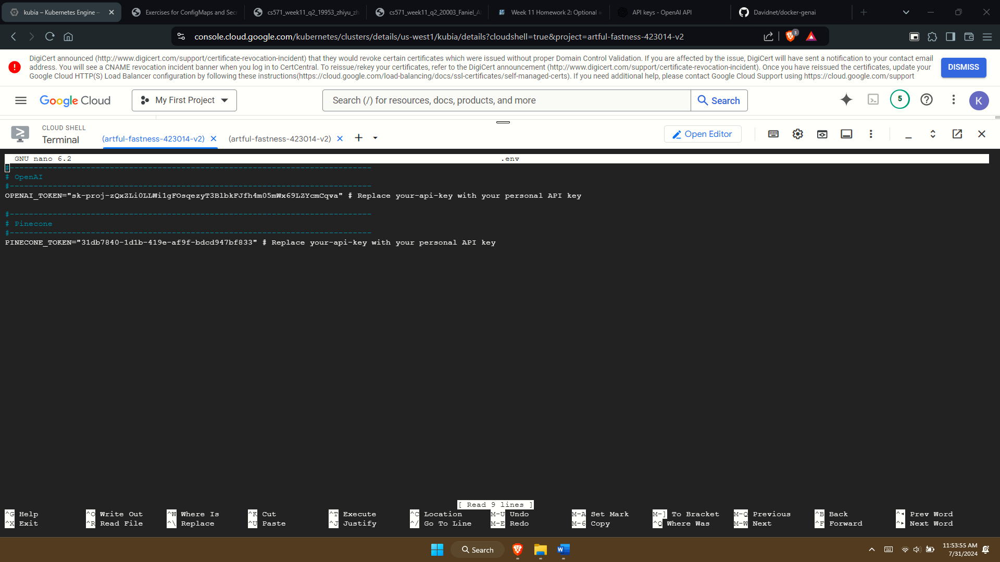 kubia – Kubernetes Engine –
Exercises for ConfigMaps and Sec
cs571_week11_q2_19953_zhiyu_zh
cs571_week11_q2_20003_Faniel_A
Week 11 Homework 2: Optional =
API keys - OpenAI API
Davidnet/docker-genai
console.cloud.google.com/kubernetes/clusters/details/us-west1/kubia/details?cloudshell=true&project=artful-fastness-423014-v2
3
DigiCert announced (http://www.digicert.com/support/certificate-revocation-incident) that they would revoke certain certificates which were issued without proper Domain Control Validation. If you are affected by the issue, DigiCert will have sent a notification to your contact email
address. You will see a CNAME revocation incident banner when you log in to CertCentral. To reissue/rekey your certificates, refer to the DigiCert announcement (http://www.digicert.com/support/certificate-revocation-incident). Once you have reissued the certificates, update your
Google Cloud HTTP(S) Load Balancer configuration by following these instructions(https://cloud.google.com/load-balancing/docs/ssl-certificates/self-managed-certs). If you need additional help, please contact Google Cloud Support using https://cloud.google.com/support
DISMISS
Google Cloud
My First Project
Search (/) for resources, docs, products, and more
Search
5
K
CLOUD SHELL
Terminal
(artful-fastness-423014-v2)
(artful-fastness-423014-v2)
Open Editor
GNU nano 6.2 .env
#----------------------------------------------------------------------------
# OpenAI
#----------------------------------------------------------------------------
OPENAI_TOKEN="sk-proj-zQxZLi0LLWi1gFOsqezyT3BlbkFJfh4m05mWx69LZYcmCqva" # Replace your-api-key with your personal API key
#----------------------------------------------------------------------------
# Pinecone
#----------------------------------------------------------------------------
PINECONE_TOKEN="31db7840-1d1b-419e-af9f-bdcd947bf833" # Replace your-api-key with your personal API key
[ Read 9 lines ]
^G Help ^O Write Out ^W Where Is ^K Cut ^T Execute ^C Location M-U Undo M-A Set Mark M-] To Bracket M-Q Previous ^B Back ^◂ Prev Word
^X Exit ^R Read File ^\ Replace ^U Paste ^J Justify ^/ Go To Line M-E Redo M-6 Copy ^Q Where Was M-W Next ^F Forward ^▸ Next Word
Search
11:53:55 AM
7/31/2024